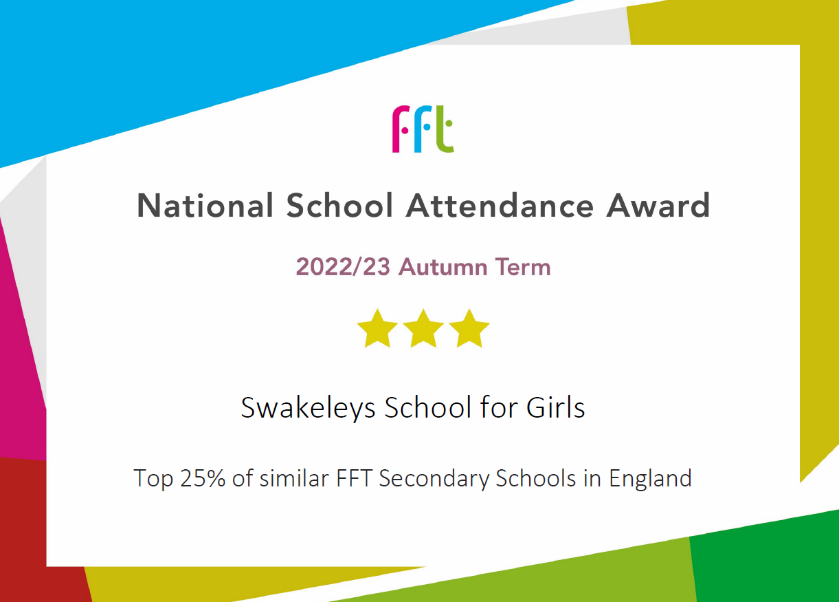 fft
National School Attendance Award
2022/23 Autumn Term
Swakeleys School for Girls
Top 25% of similar FFT Secondary Schools in England